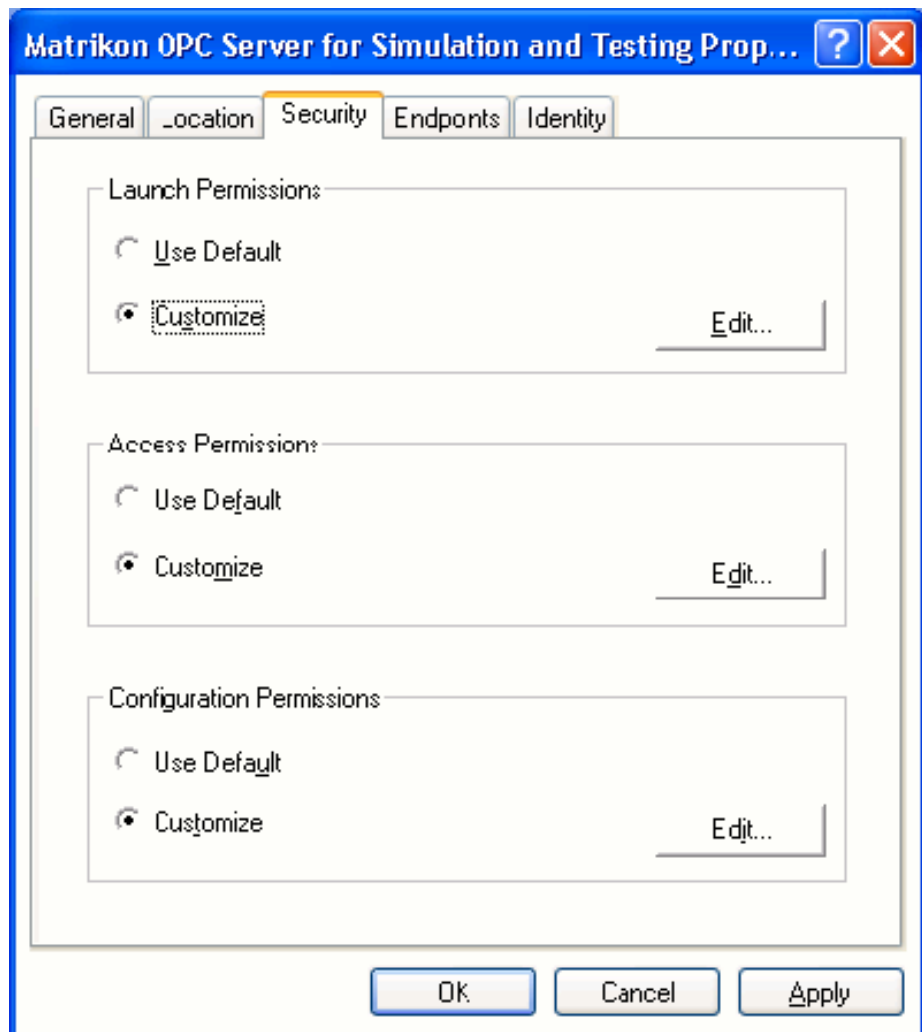 Matrikon OPC Server for Simulation and Testing Prop...
General Location Security Endponts Identity
Launch Permissions
Use Default
Customize
Edit...
Access Permissions
Use Default
Customize
Edit...
Configuration Permissions
Use Default
Customize
Edit...
OK Cancel Apply